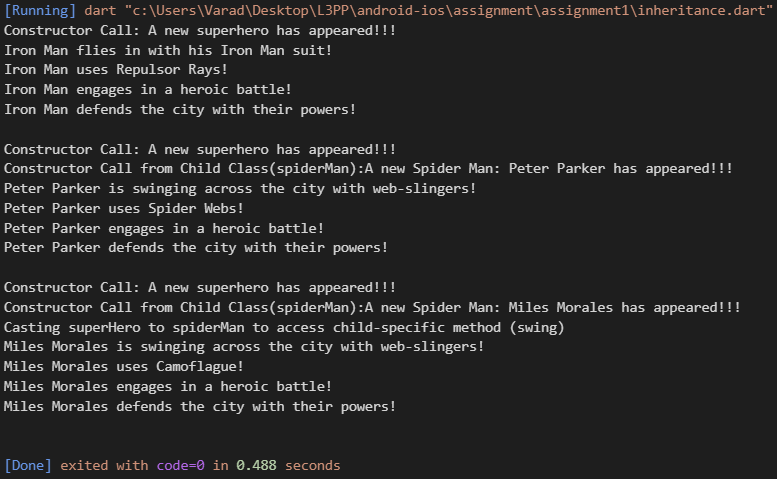 [Running] dart "c:\Users\Varad\Desktop\L3PP\android-ios\assignment\assignment1\inheritance.dart"
Constructor Call: A new superhero has appeared!!!
Iron Man flies in with his Iron Man suit!
Iron Man uses Repulsor Rays!
Iron Man engages in a heroic battle!
Iron Man defends the city with their powers!
Constructor Call: A new superhero has appeared!!!
Constructor Call from Child Class(spiderMan):A new Spider Man: Peter Parker has appeared!!!
Peter Parker is swinging across the city with web-slingers!
Peter Parker uses Spider Webs!
Peter Parker engages in a heroic battle!
Peter Parker defends the city with their powers!
Constructor Call: A new superhero has appeared!!!
Constructor Call from Child Class(spiderMan):A new Spider Man: Miles Morales has appeared!!!
Casting superHero to spiderMan to access child-specific method (swing)
Miles Morales is swinging across the city with web-slingers!
Miles Morales uses Camoflague!
Miles Morales engages in a heroic battle!
Miles Morales defends the city with their powers!
[Done] exited with code=0 in 0.488 seconds